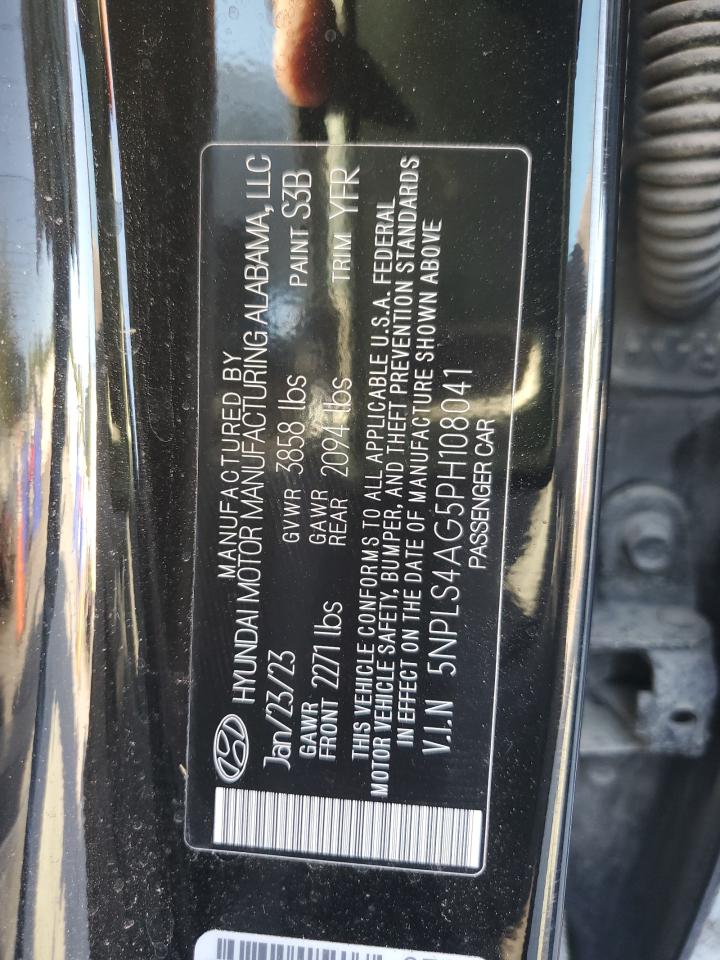 MANUFACTURED BY
HYUNDAI MOTOR MANUFACTURING ALABAMA, LLC
Jan/23/23 GVWR 3858 lbs PAINT S3B
GAWR FRONT 2271 lbs GAWR REAR 2094 lbs TRIM YFR
THIS VEHICLE CONFORMS TO ALL APPLICABLE U.S.A. FEDERAL
MOTOR VEHICLE SAFETY, BUMPER, AND THEFT PREVENTION STANDARDS
IN EFFECT ON THE DATE OF MANUFACTURE SHOWN ABOVE
V.I.N 5NPLS4AG5PH108041
PASSENGER CAR